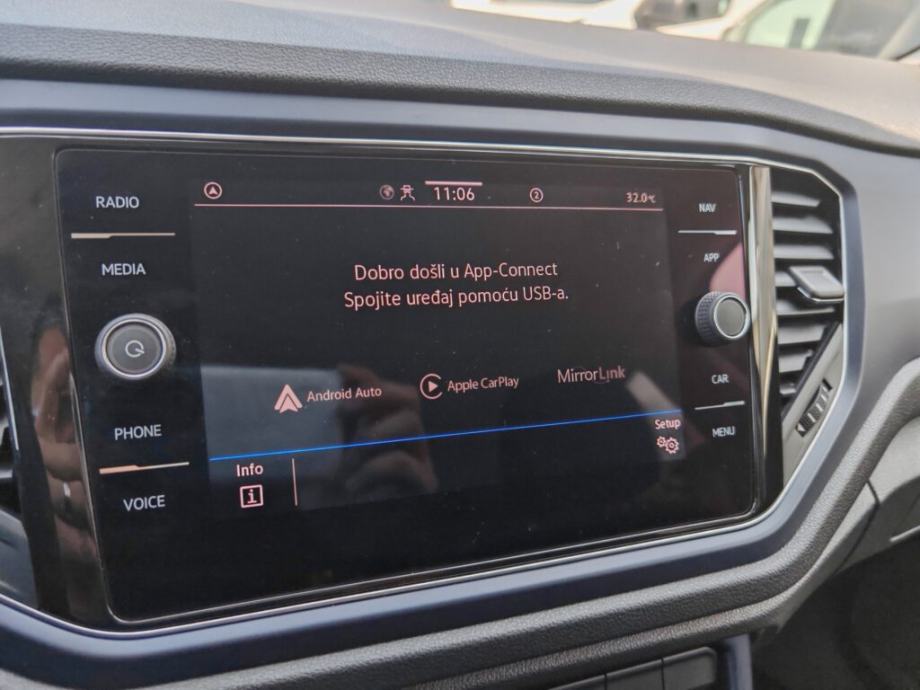 RADIO
MEDIA
PHONE
VOICE
11:06
2
32.0°C
Dobro došli u App-Connect
Spojite uređaj pomoću USB-a.
Android Auto
Apple CarPlay
MirrorLink
Info
i
Setup
NAV
APP
CAR
MENU